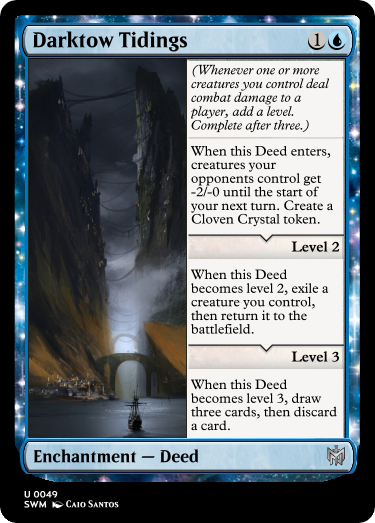 Darktow Tidings 1
(Whenever one or more
creatures you control deal
combat damage to a
player, add a level.
Complete after three.)
When this Deed enters,
creatures your
opponents control get
-2/-0 until the start of
your next turn. Create a
Cloven Crystal token.
Level 2
When this Deed
becomes level 2, exile a
creature you control,
then return it to the
battlefield.
Level 3
When this Deed
becomes level 3, draw
three cards, then discard
a card.
Enchantment — Deed
U 0049
SWM Caio Santos